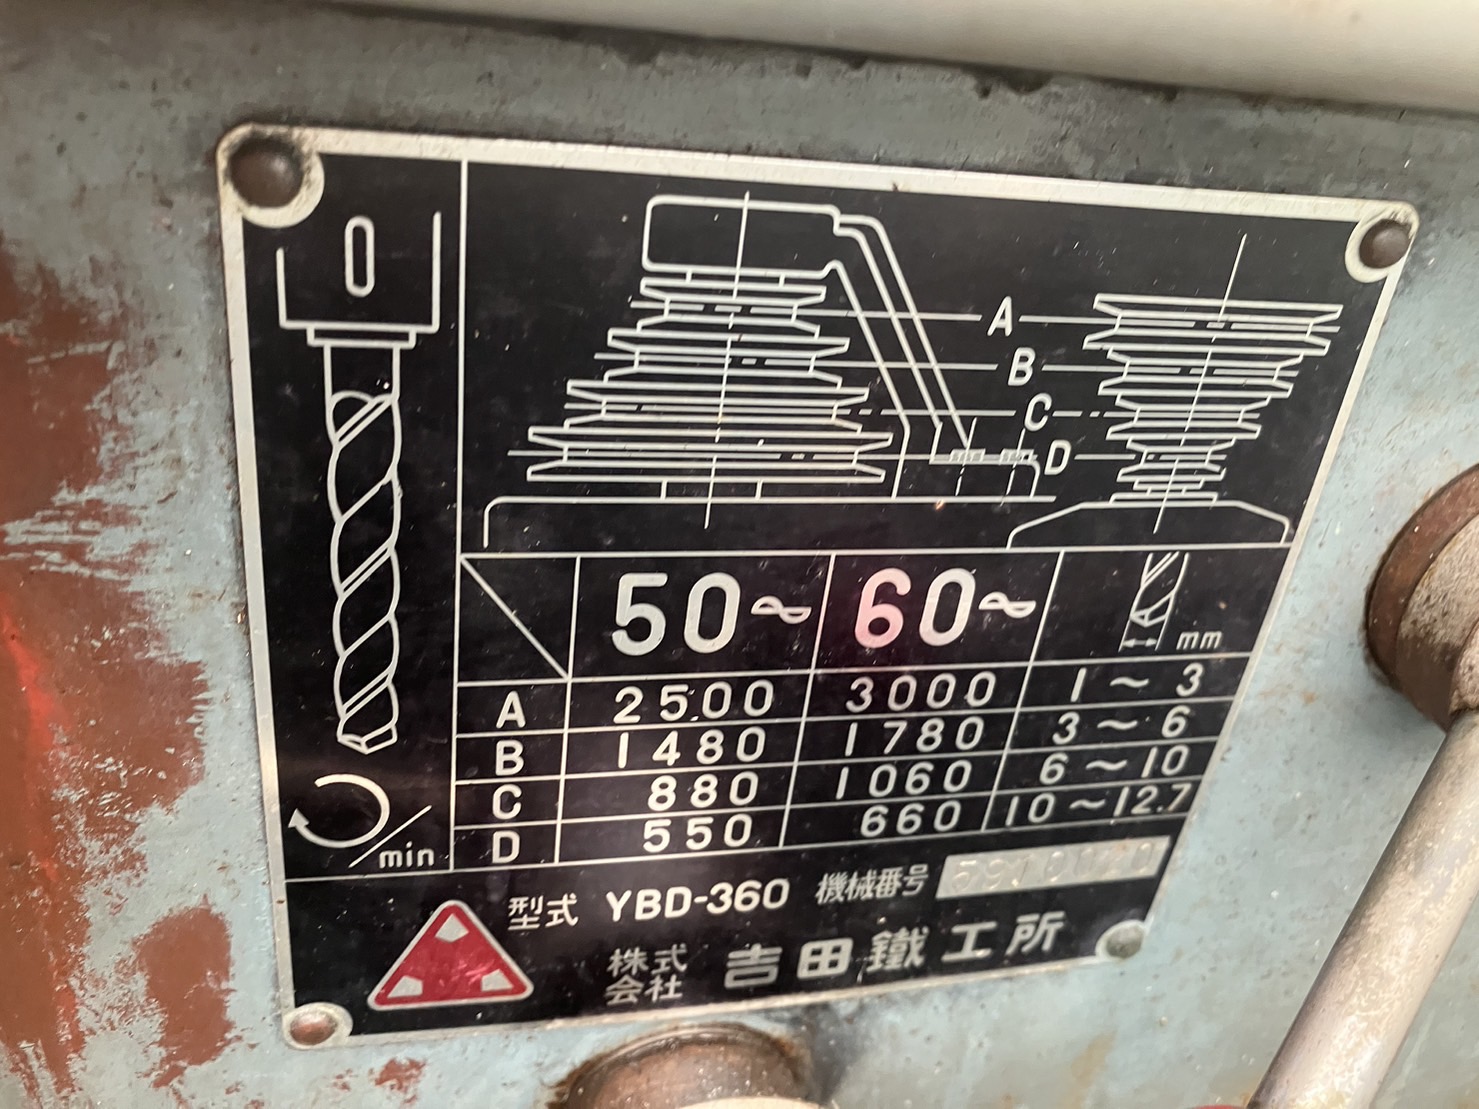 A
B
C
D
50~ 60~ mm
A 2500 3000 1~3
B 1480 1780 3~6
C 880 1060 6~10
D 550 660 10~12.7
/min
型式 YBD-360 機械番号
株式会社 吉田鐵工所